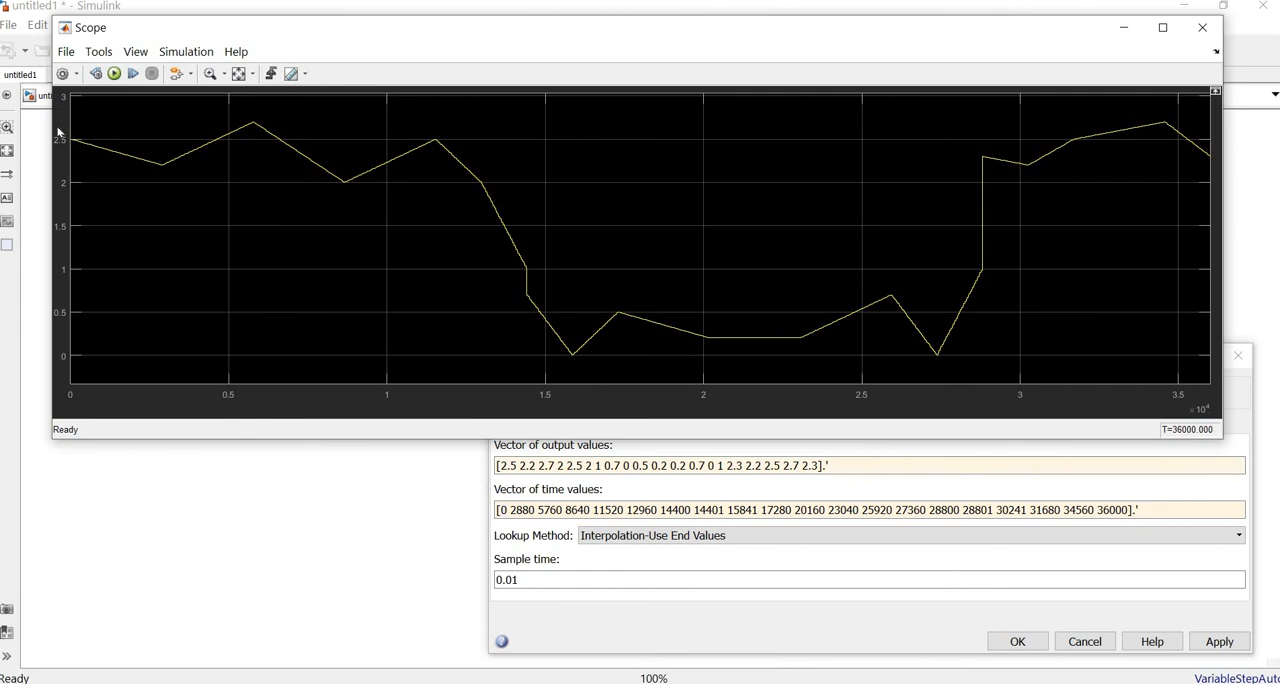 untitled1 * - Simulink
File Edit
untitled1
Scope
File Tools View Simulation Help
3
2.5
2
1.5
1
0.5
0
0 0.5 1 1.5 2 2.5 3 3.5
×10⁴
Ready T=36000.000
Vector of output values:
[2.5 2.2 2.7 2 2.5 2 1 0.7 0 0.5 0.2 0.2 0.7 0 1 2.3 2.2 2.5 2.7 2.3].'
Vector of time values:
[0 2880 5760 8640 11520 12960 14400 14401 15841 17280 20160 23040 25920 27360 28800 28801 30241 31680 34560 36000].'
Lookup Method: Interpolation-Use End Values
Sample time:
0.01
OK Cancel Help Apply
Ready 100% VariableStepAuto